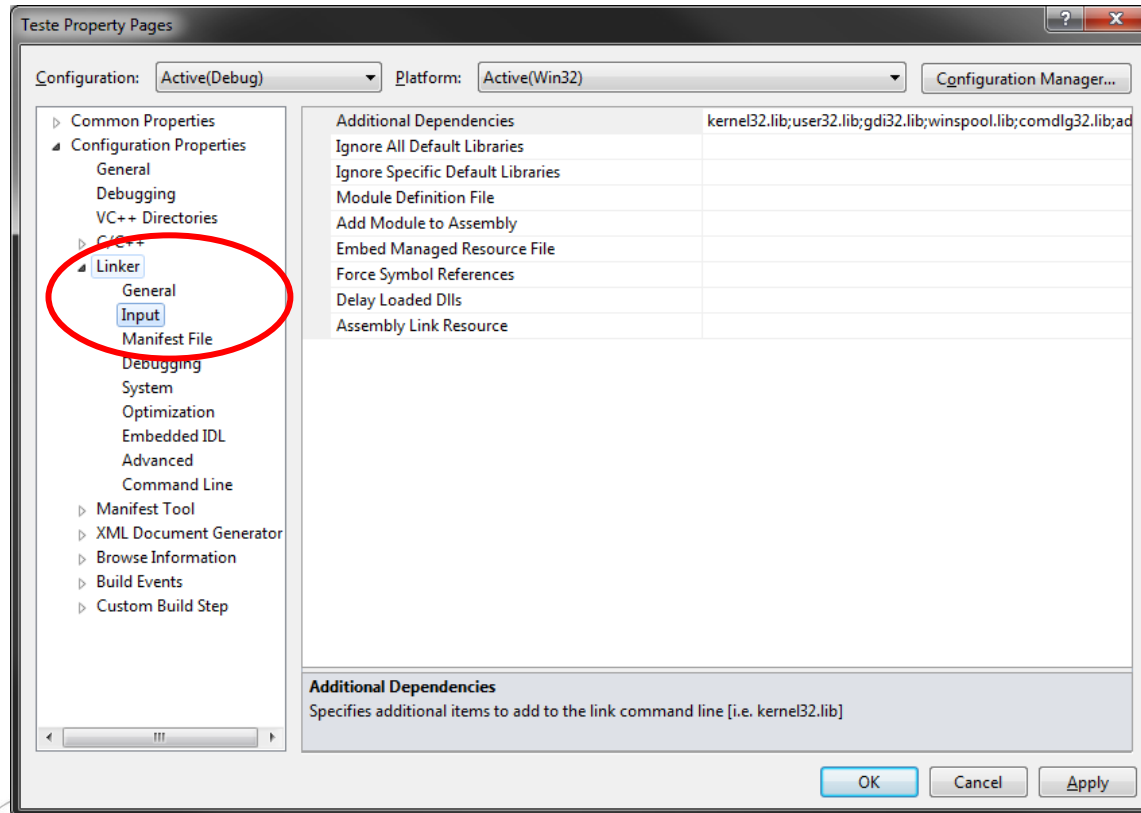 Teste Property Pages
Configuration: Active(Debug) Platform: Active(Win32) Configuration Manager...
Common Properties
Configuration Properties
General
Debugging
VC++ Directories
C/C++
Linker
General
Input
Manifest File
Debugging
System
Optimization
Embedded IDL
Advanced
Command Line
Manifest Tool
XML Document Generator
Browse Information
Build Events
Custom Build Step
Additional Dependencies kernel32.lib;user32.lib;gdi32.lib;winspool.lib;comdlg32.lib;ad
Ignore All Default Libraries
Ignore Specific Default Libraries
Module Definition File
Add Module to Assembly
Embed Managed Resource File
Force Symbol References
Delay Loaded Dlls
Assembly Link Resource
Additional Dependencies
Specifies additional items to add to the link command line [i.e. kernel32.lib]
OK Cancel Apply